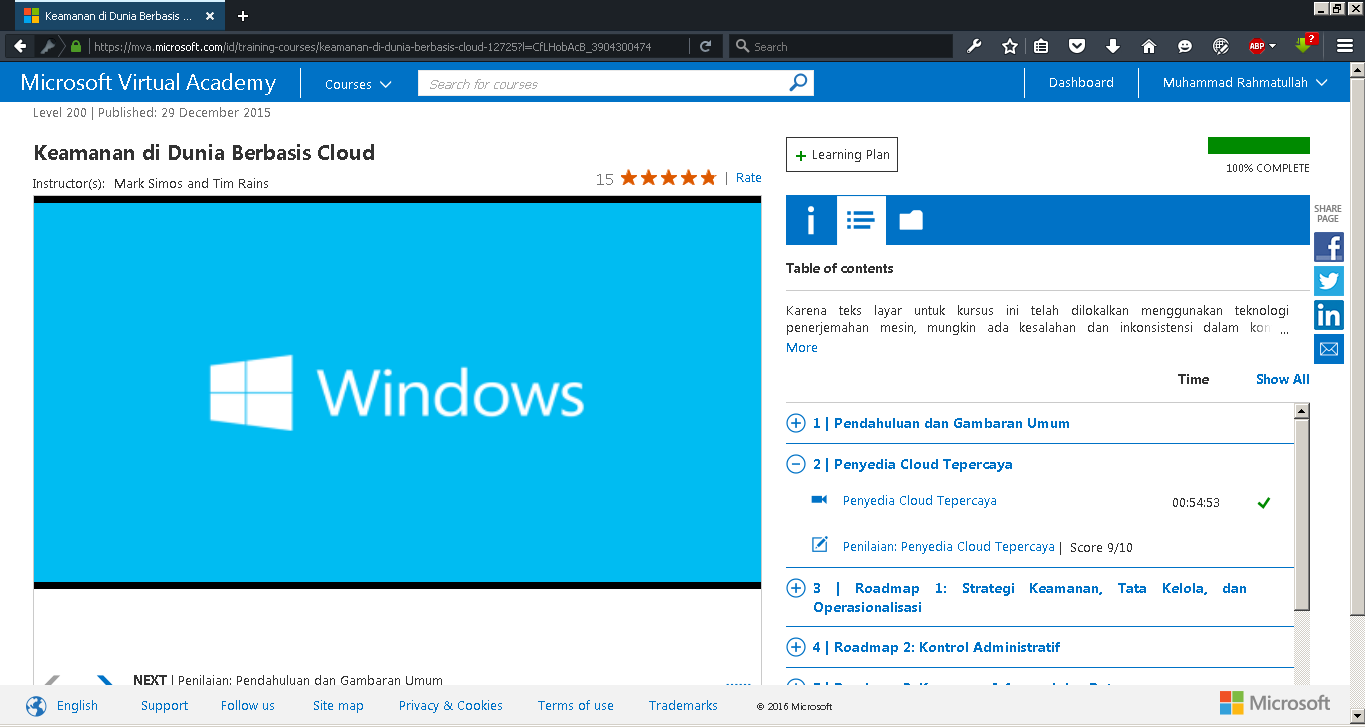 Keamanan di Dunia Berbasis ...
https://mva.microsoft.com/id/training-courses/keamanan-di-dunia-berbasis-cloud-12725?l=CfLHobAcB_3904300474
Search
ABP
?
Microsoft Virtual Academy
Courses
Search for courses
Dashboard
Muhammad Rahmatullah
Level 200 | Published: 29 December 2015
Keamanan di Dunia Berbasis Cloud
Instructor(s): Mark Simos and Tim Rains
15 | Rate
Windows
NEXT | Penilaian: Pendahuluan dan Gambaran Umum
+ Learning Plan
100% COMPLETE
SHARE
PAGE
Table of contents
Karena teks layar untuk kursus ini telah dilokalkan menggunakan teknologi
penerjemahan mesin, mungkin ada kesalahan dan inkonsistensi dalam kon ...
More
Time Show All
1 | Pendahuluan dan Gambaran Umum
2 | Penyedia Cloud Tepercaya
Penyedia Cloud Tepercaya 00:54:53
Penilaian: Penyedia Cloud Tepercaya | Score 9/10
3 | Roadmap 1: Strategi Keamanan, Tata Kelola, dan
Operasionalisasi
4 | Roadmap 2: Kontrol Administratif
English Support Follow us Site map Privacy & Cookies Terms of use Trademarks © 2016 Microsoft
Microsoft